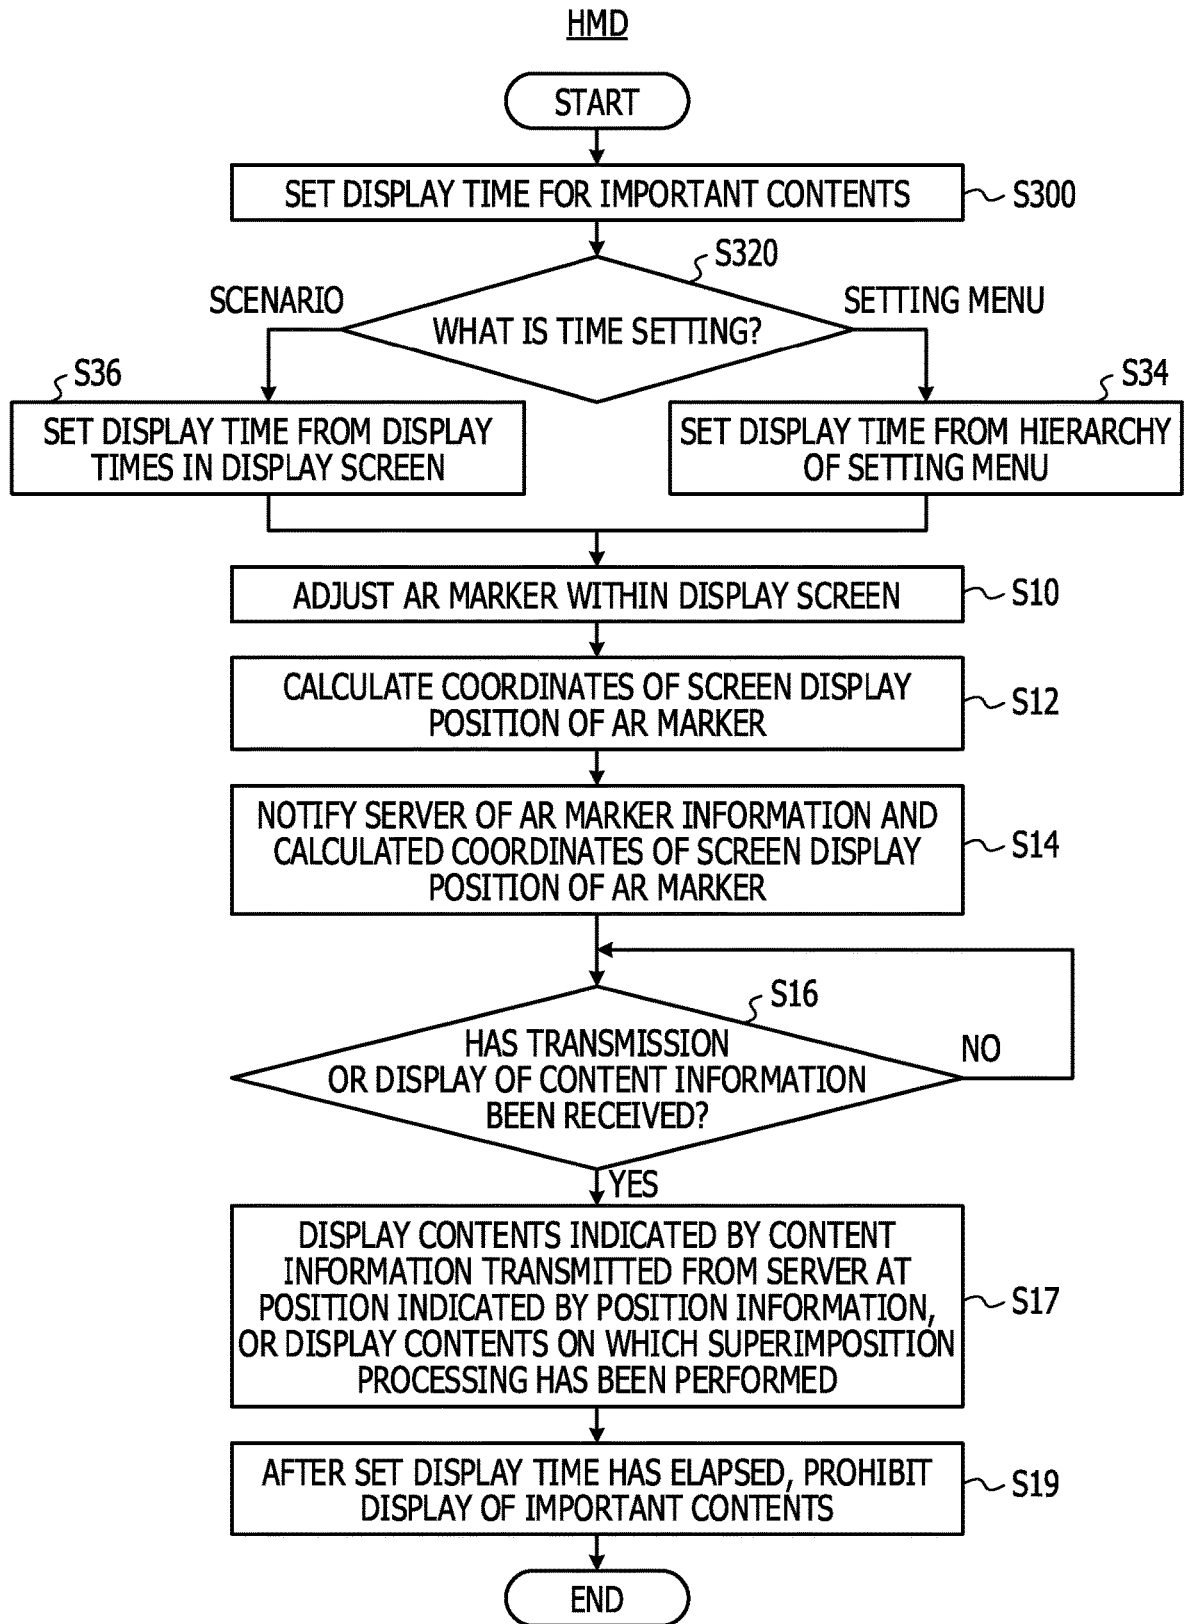 HMD
START
SET DISPLAY TIME FOR IMPORTANT CONTENTS
S300
S320
SCENARIO
SETTING MENU
WHAT IS TIME SETTING?
S36
S34
SET DISPLAY TIME FROM DISPLAY
TIMES IN DISPLAY SCREEN
SET DISPLAY TIME FROM HIERARCHY
OF SETTING MENU
ADJUST AR MARKER WITHIN DISPLAY SCREEN
S10
CALCULATE COORDINATES OF SCREEN DISPLAY
POSITION OF AR MARKER
S12
NOTIFY SERVER OF AR MARKER INFORMATION AND
CALCULATED COORDINATES OF SCREEN DISPLAY
POSITION OF AR MARKER
S14
S16
HAS TRANSMISSION
OR DISPLAY OF CONTENT INFORMATION
BEEN RECEIVED?
NO
YES
DISPLAY CONTENTS INDICATED BY CONTENT
INFORMATION TRANSMITTED FROM SERVER AT
POSITION INDICATED BY POSITION INFORMATION,
OR DISPLAY CONTENTS ON WHICH SUPERIMPOSITION
PROCESSING HAS BEEN PERFORMED
S17
AFTER SET DISPLAY TIME HAS ELAPSED, PROHIBIT
DISPLAY OF IMPORTANT CONTENTS
S19
END